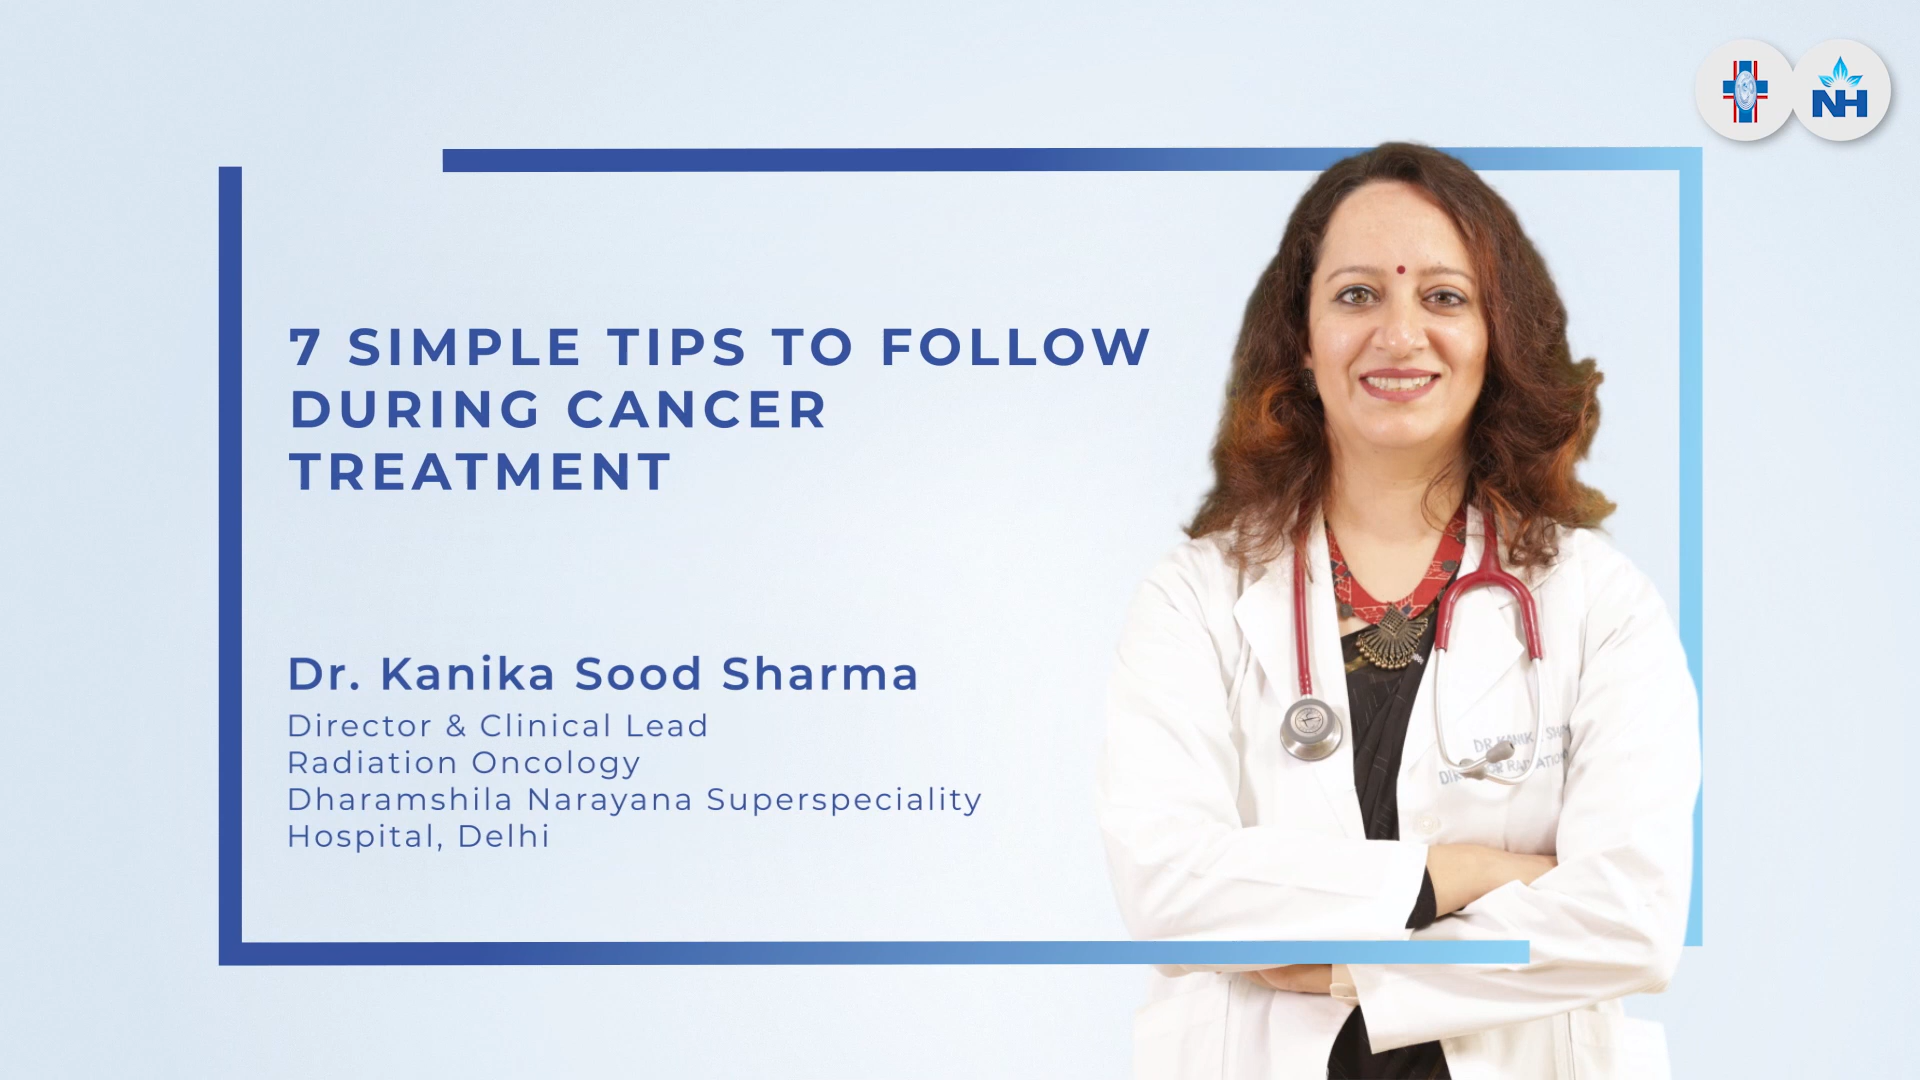 NH
7 SIMPLE TIPS TO FOLLOW
DURING CANCER
TREATMENT
Dr. Kanika Sood Sharma
Director & Clinical Lead
Radiation Oncology
Dharamshila Narayana Superspeciality
Hospital, Delhi
DR